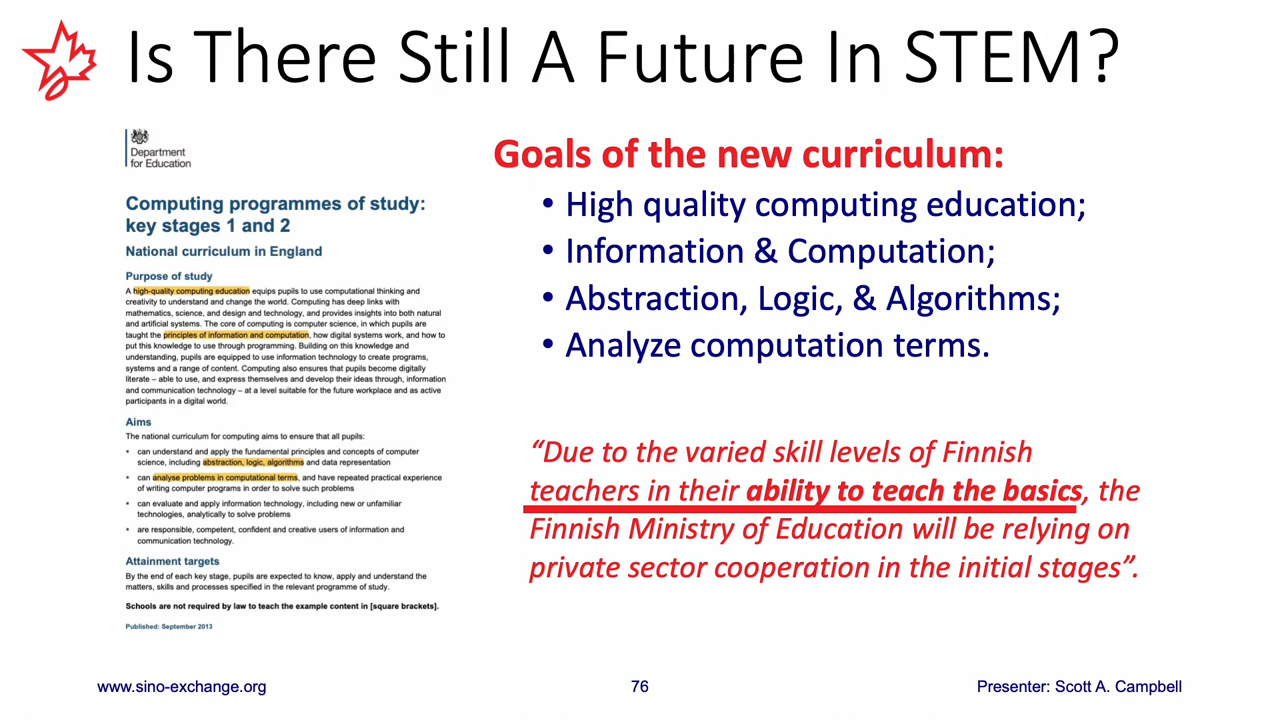 Is There Still A Future In STEM?
Department
for Education
Computing programmes of study:
key stages 1 and 2
National curriculum in England
Purpose of study
A high-quality computing education equips pupils to use computational thinking and
creativity to understand and change the world. Computing has deep links with
mathematics, science, and design and technology, and provides insights into both natural
and artificial systems. The core of computing is computer science, in which pupils are
taught the principles of information and computation, how digital systems work, and how to
put this knowledge to use through programming. Building on this knowledge and
understanding, pupils are equipped to use information technology to create programs,
systems and a range of content. Computing also ensures that pupils become digitally
literate – able to use, and express themselves and develop their ideas through, information
and communication technology – at a level suitable for the future workplace and as active
participants in a digital world.
Aims
The national curriculum for computing aims to ensure that all pupils:
▪ can understand and apply the fundamental principles and concepts of computer
science, including abstraction, logic, algorithms and data representation
▪ can analyse problems in computational terms, and have repeated practical experience
of writing computer programs in order to solve such problems
▪ can evaluate and apply information technology, including new or unfamiliar
technologies, analytically to solve problems
▪ are responsible, competent, confident and creative users of information and
communication technology.
Attainment targets
By the end of each key stage, pupils are expected to know, apply and understand the
matters, skills and processes specified in the relevant programme of study.
Schools are not required by law to teach the example content in [square brackets].
Published: September 2013
Goals of the new curriculum:
• High quality computing education;
• Information & Computation;
• Abstraction, Logic, & Algorithms;
• Analyze computation terms.
“Due to the varied skill levels of Finnish
teachers in their ability to teach the basics, the
Finnish Ministry of Education will be relying on
private sector cooperation in the initial stages”.
www.sino-exchange.org
76
Presenter: Scott A. Campbell